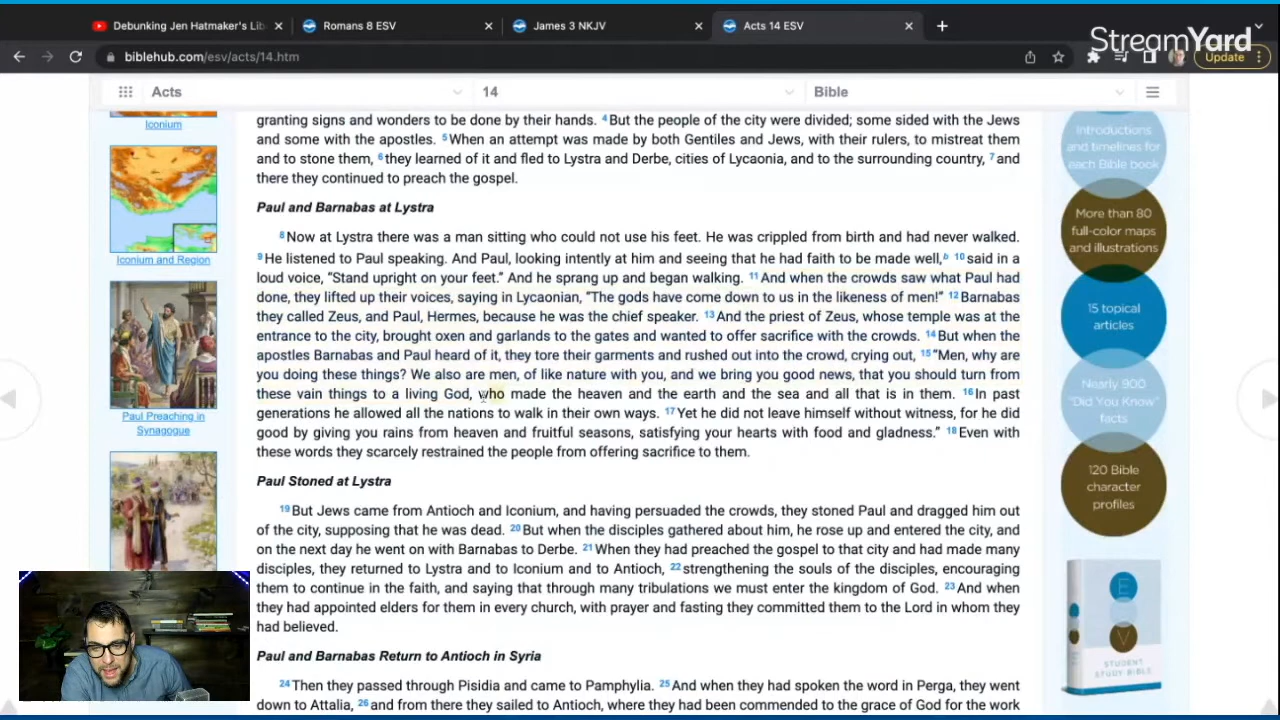 Debunking Jen Hatmaker's Lib
Romans 8 ESV
James 3 NKJV
Acts 14 ESV
StreamYard
biblehub.com/esv/acts/14.htm
Update
Acts
14
Bible
Iconium
Iconium and Region
Paul Preaching in
Synagogue
granting signs and wonders to be done by their hands. 4 But the people of the city were divided; some sided with the Jews
and some with the apostles. 5 When an attempt was made by both Gentiles and Jews, with their rulers, to mistreat them
and to stone them, 6 they learned of it and fled to Lystra and Derbe, cities of Lycaonia, and to the surrounding country, 7 and
there they continued to preach the gospel.
Paul and Barnabas at Lystra
8 Now at Lystra there was a man sitting who could not use his feet. He was crippled from birth and had never walked.
9 He listened to Paul speaking. And Paul, looking intently at him and seeing that he had faith to be made well, b 10 said in a
loud voice, “Stand upright on your feet.” And he sprang up and began walking. 11 And when the crowds saw what Paul had
done, they lifted up their voices, saying in Lycaonian, “The gods have come down to us in the likeness of men!” 12 Barnabas
they called Zeus, and Paul, Hermes, because he was the chief speaker. 13 And the priest of Zeus, whose temple was at the
entrance to the city, brought oxen and garlands to the gates and wanted to offer sacrifice with the crowds. 14 But when the
apostles Barnabas and Paul heard of it, they tore their garments and rushed out into the crowd, crying out, 15 “Men, why are
you doing these things? We also are men, of like nature with you, and we bring you good news, that you should turn from
these vain things to a living God, who made the heaven and the earth and the sea and all that is in them. 16 In past
generations he allowed all the nations to walk in their own ways. 17 Yet he did not leave himself without witness, for he did
good by giving you rains from heaven and fruitful seasons, satisfying your hearts with food and gladness.” 18 Even with
these words they scarcely restrained the people from offering sacrifice to them.
Paul Stoned at Lystra
19 But Jews came from Antioch and Iconium, and having persuaded the crowds, they stoned Paul and dragged him out
of the city, supposing that he was dead. 20 But when the disciples gathered about him, he rose up and entered the city, and
on the next day he went on with Barnabas to Derbe. 21 When they had preached the gospel to that city and had made many
disciples, they returned to Lystra and to Iconium and to Antioch, 22 strengthening the souls of the disciples, encouraging
them to continue in the faith, and saying that through many tribulations we must enter the kingdom of God. 23 And when
they had appointed elders for them in every church, with prayer and fasting they committed them to the Lord in whom they
had believed.
Paul and Barnabas Return to Antioch in Syria
24 Then they passed through Pisidia and came to Pamphylia. 25 And when they had spoken the word in Perga, they went
down to Attalia, 26 and from there they sailed to Antioch, where they had been commended to the grace of God for the work
Introductions
and timelines for
each Bible book
More than 80
full-color maps
and illustrations
15 topical
articles
Nearly 900
"Did You Know"
facts
120 Bible
character
profiles
E
V
STUDENT
STUDY BIBLE